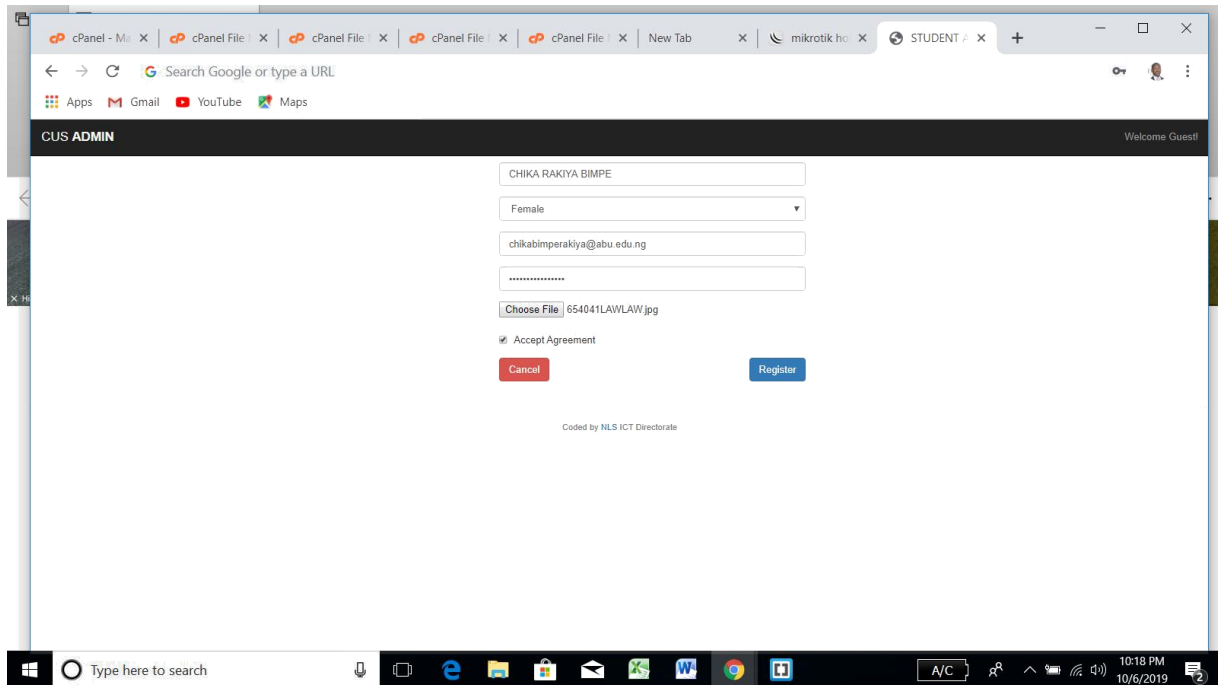 cPanel - Ma cPanel File cPanel File cPanel File cPanel File New Tab mikrotik ho STUDENT A
Search Google or type a URL
Apps Gmail YouTube Maps
CUS ADMIN Welcome Guest!
CHIKA RAKIYA BIMPE
Female
chikabimperakiya@abu.edu.ng
••••••••••••••••
Choose File 654041LAWLAW.jpg
Accept Agreement
Cancel Register
Coded by NLS ICT Directorate
Hi
Type here to search A/C 10:18 PM
10/6/2019 2